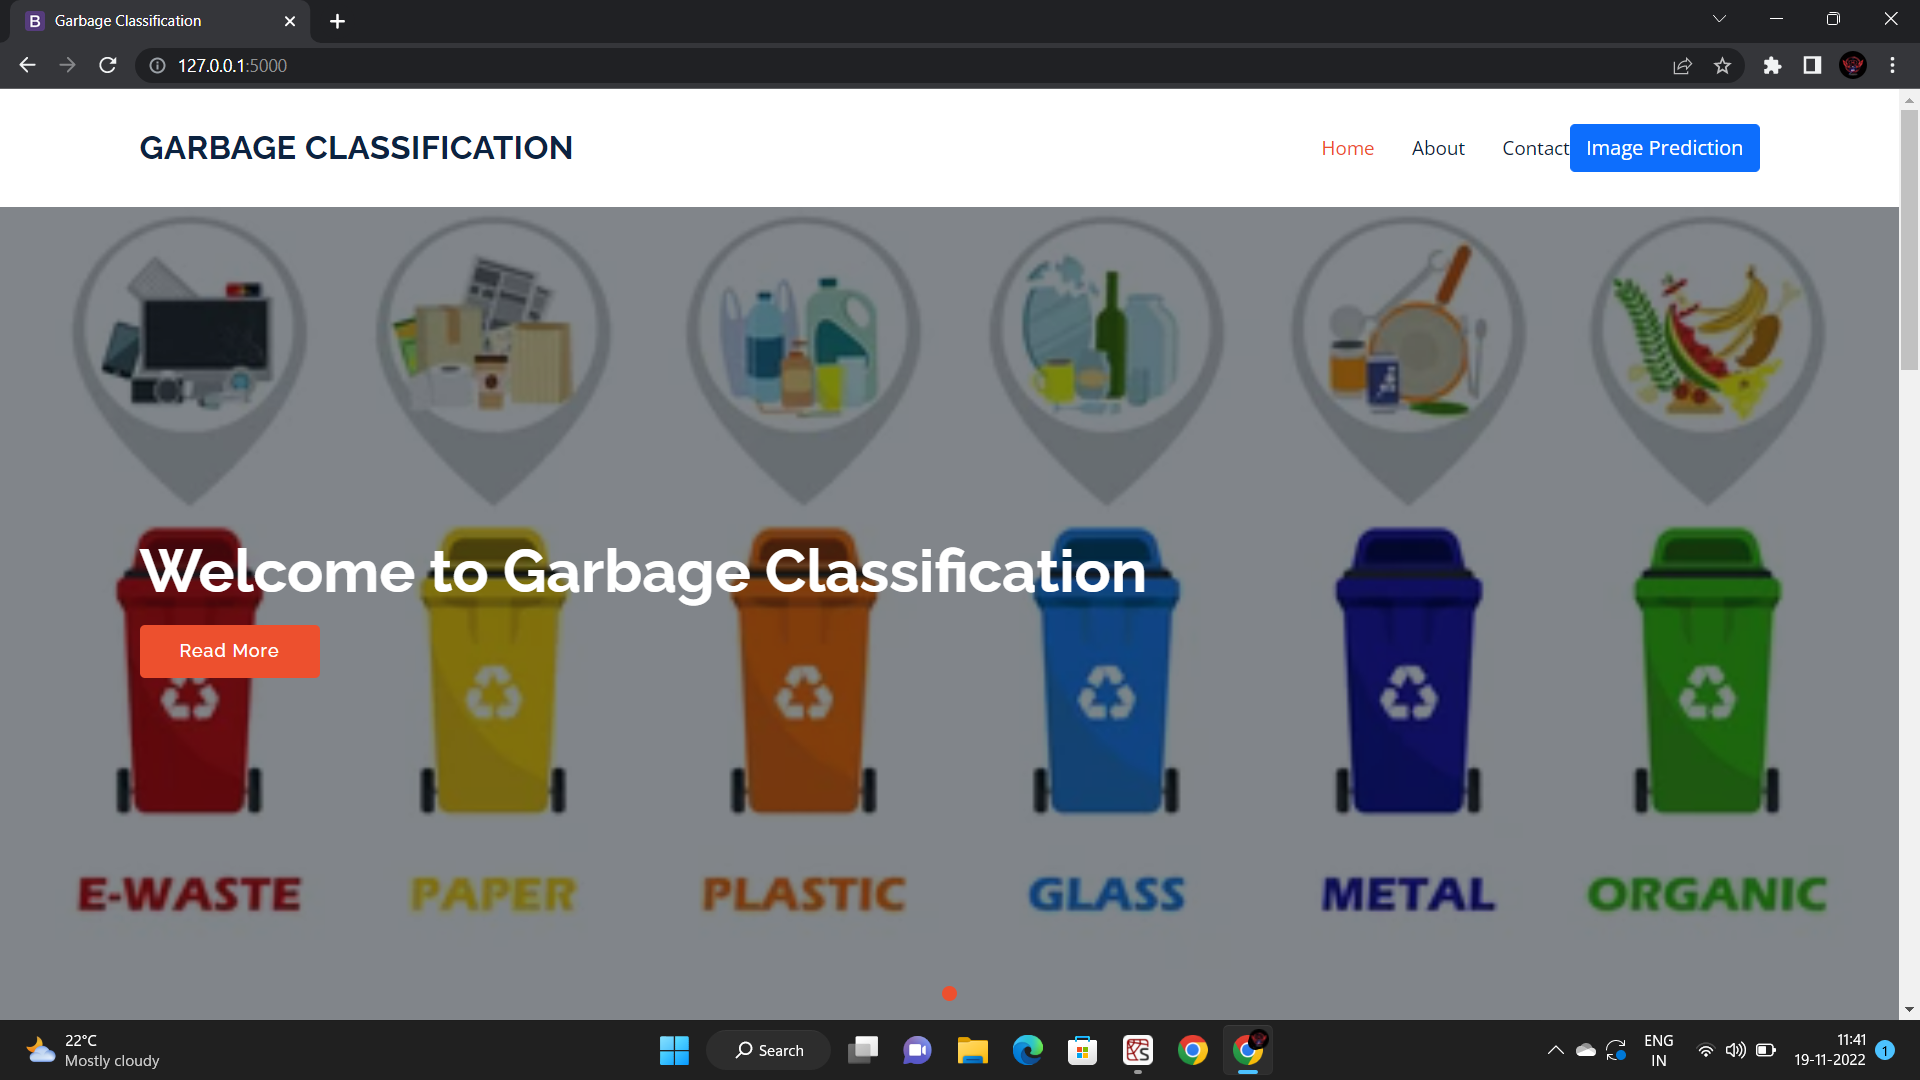 B Garbage Classification
127.0.0.1:5000
GARBAGE CLASSIFICATION
Home
About
Contact
Image Prediction
Welcome to Garbage Classification
Read More
E-WASTE
PAPER
PLASTIC
GLASS
METAL
ORGANIC
22°C
Mostly cloudy
Search
ENG
IN
11:41
19-11-2022
1